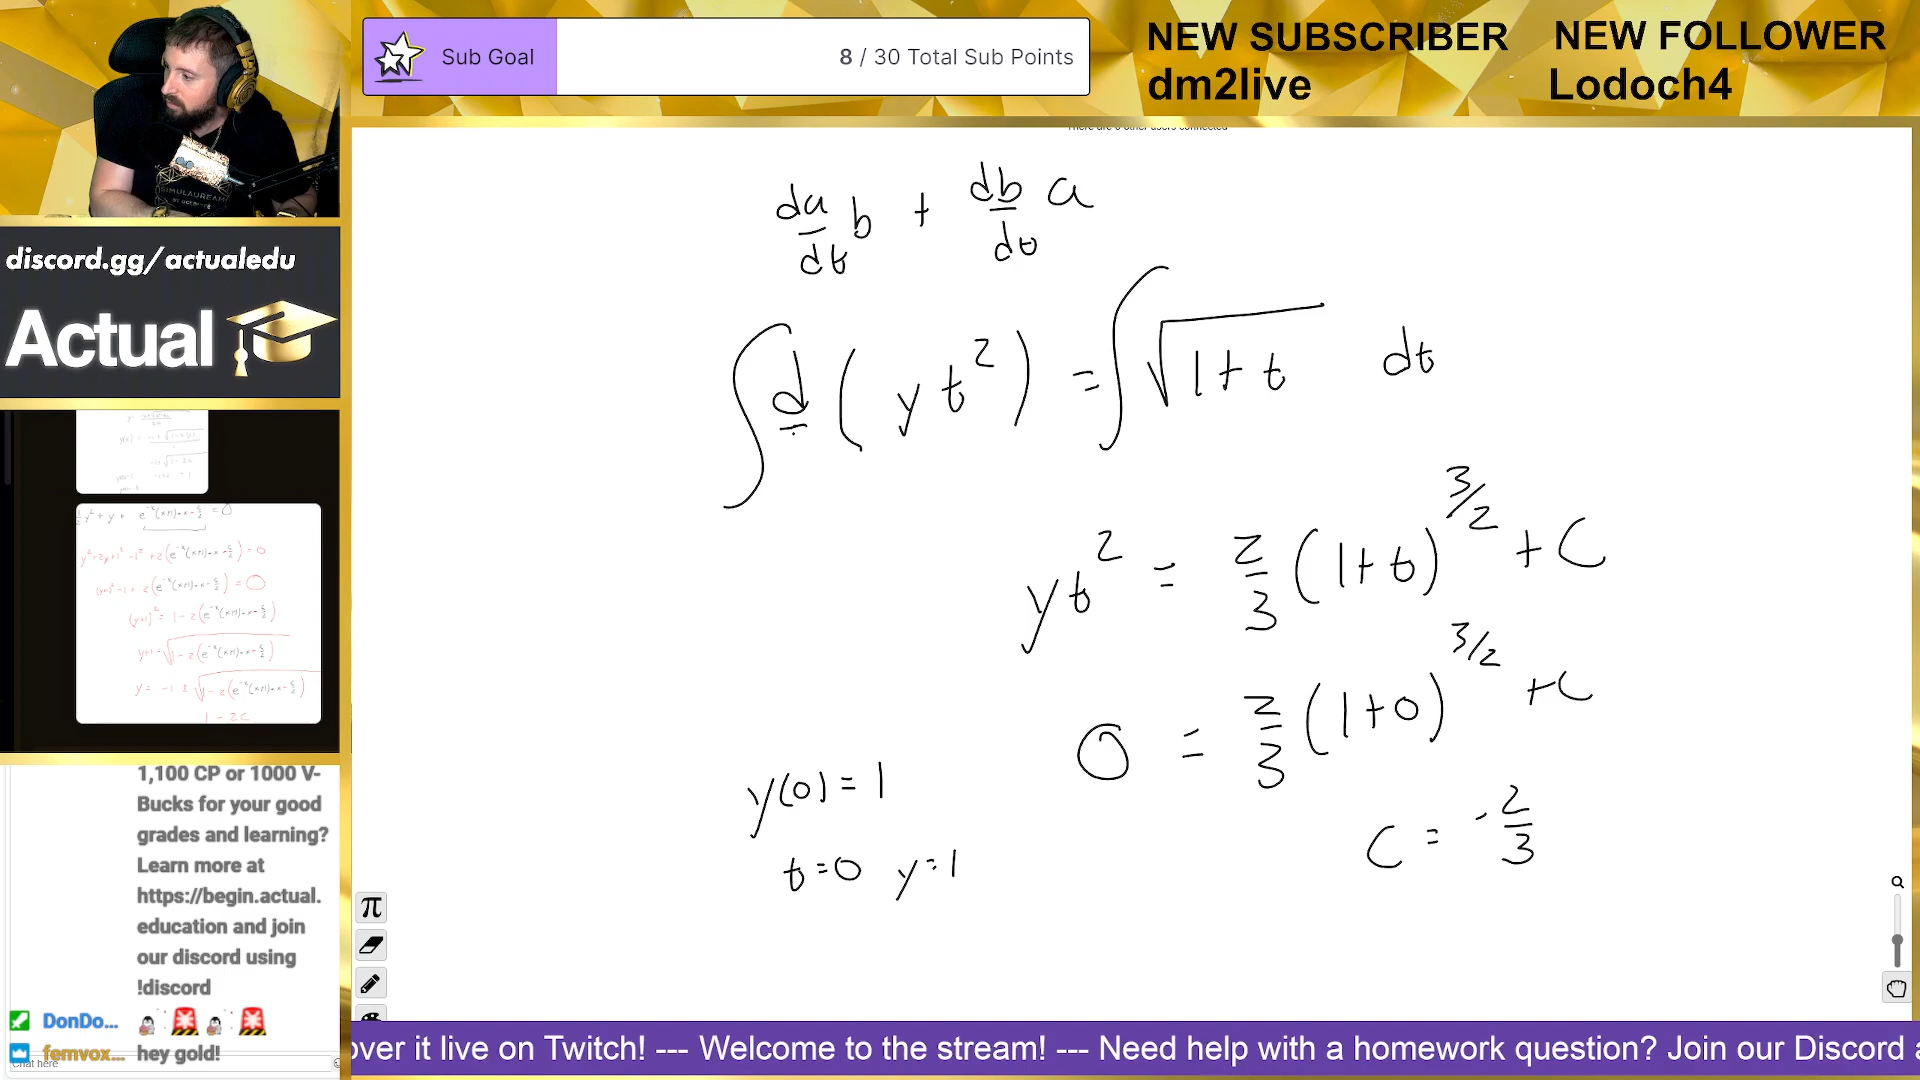 Sub Goal
8 / 30 Total Sub Points
NEW SUBSCRIBER
dm2live
NEW FOLLOWER
Lodoch4
discord.gg/actualedu
Actual
da/dt b + db/dt a
∫ d ( y t² ) = ∫ √(1 + t) dt
yt² = 2/3 (1+t)^3/2 + C
0 = 2/3 (1+0)^3/2 + C
C = -2/3
y(0) = 1
t=0 y=1
π
1,100 CP or 1000 V-
Bucks for your good
grades and learning?
Learn more at
https://begin.actual.
education and join
our discord using
!discord
DonDo...
femvox... hey gold!
over it live on Twitch! --- Welcome to the stream! --- Need help with a homework question? Join our Discord